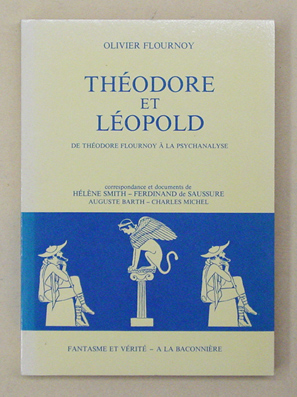 OLIVIER FLOURNOY
THÉODORE
ET
LÉOPOLD
DE THÉODORE FLOURNOY À LA PSYCHANALYSE
correspondance et documents de
HÉLÈNE SMITH – FERDINAND de SAUSSURE
AUGUSTE BARTH – CHARLES MICHEL
FANTASME ET VÉRITÉ – A LA BACONNIÈRE